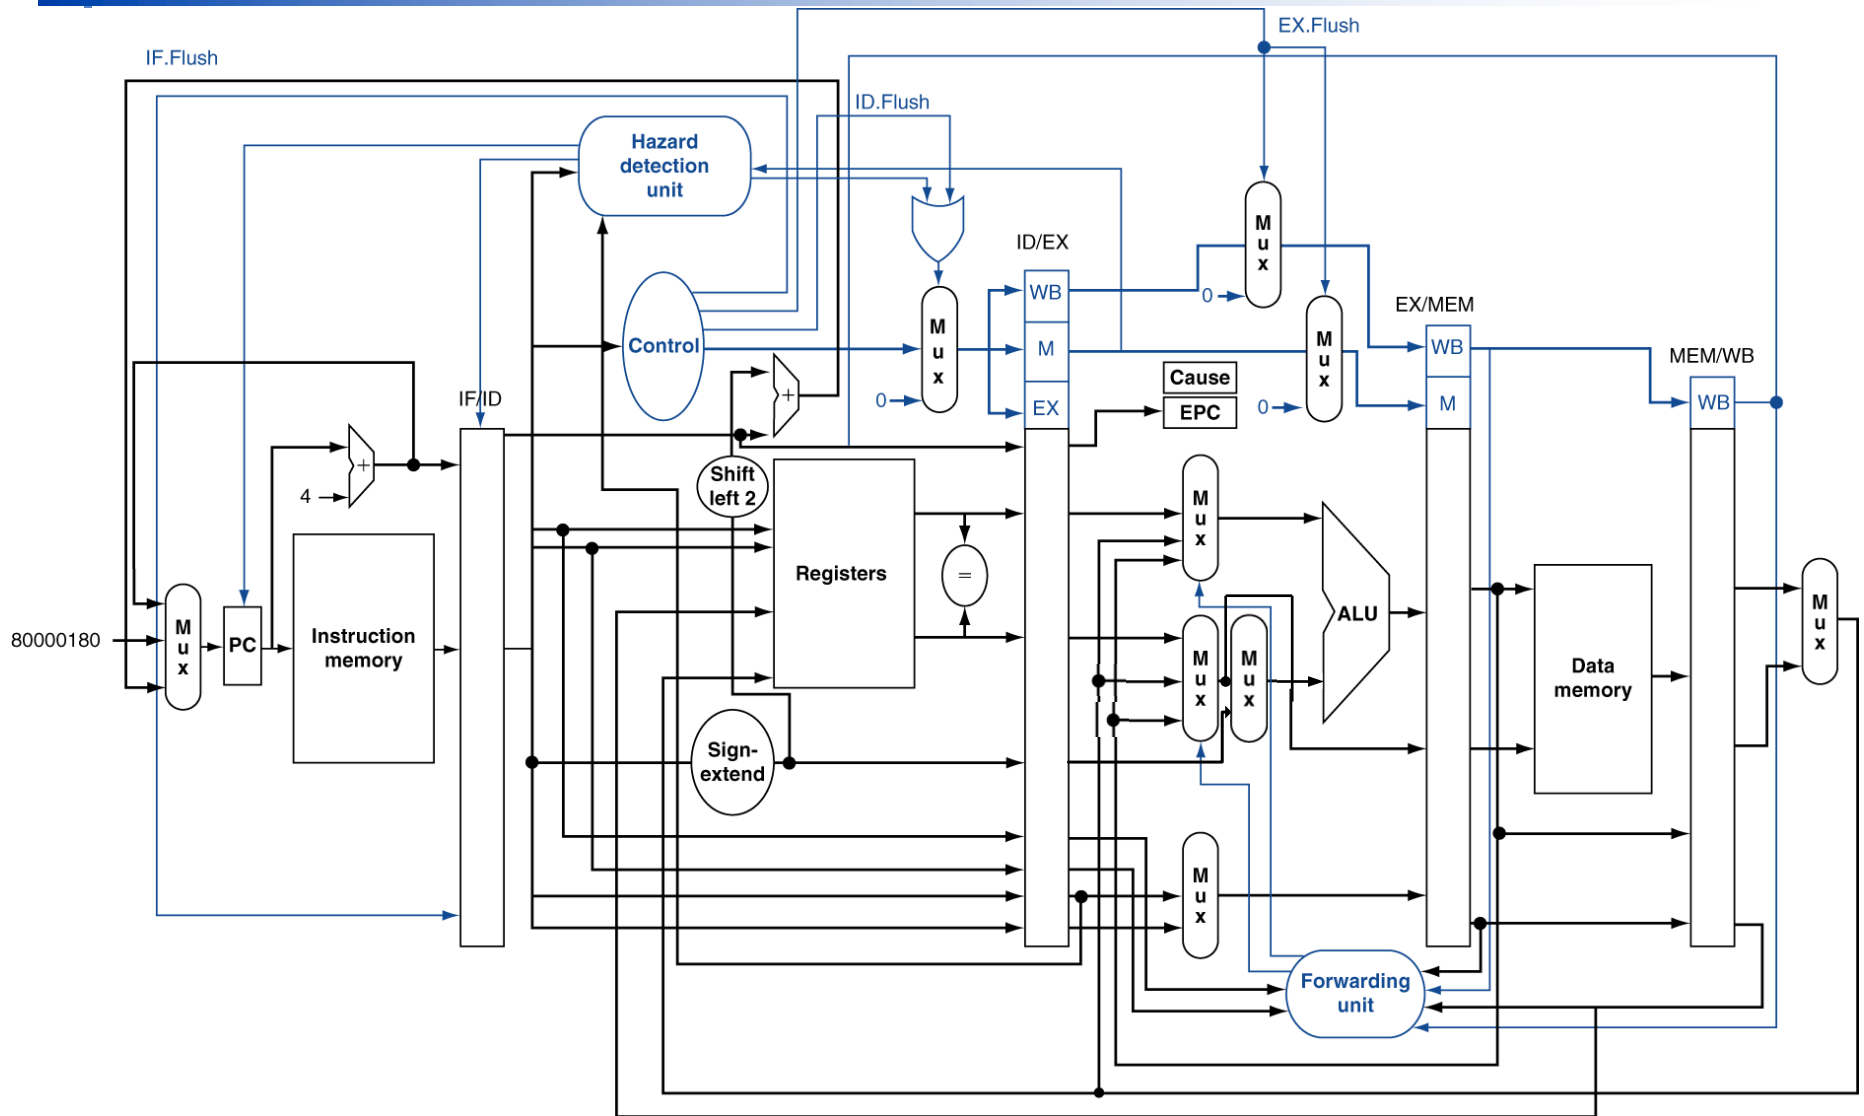 EX.Flush
IF.Flush
ID.Flush
Hazard
detection
unit
M
u
x
ID/EX
WB
0
EX/MEM
M
u
x
Control
M
u
x
M
WB
MEM/WB
Cause
0
EX
EPC
0
M
WB
IF/ID
+
+
4
Shift
left 2
M
u
x
Registers
=
80000180
M
u
x
PC
Instruction
memory
M
u
x
M
u
x
ALU
Data
memory
M
u
x
Sign-
extend
M
u
x
Forwarding
unit